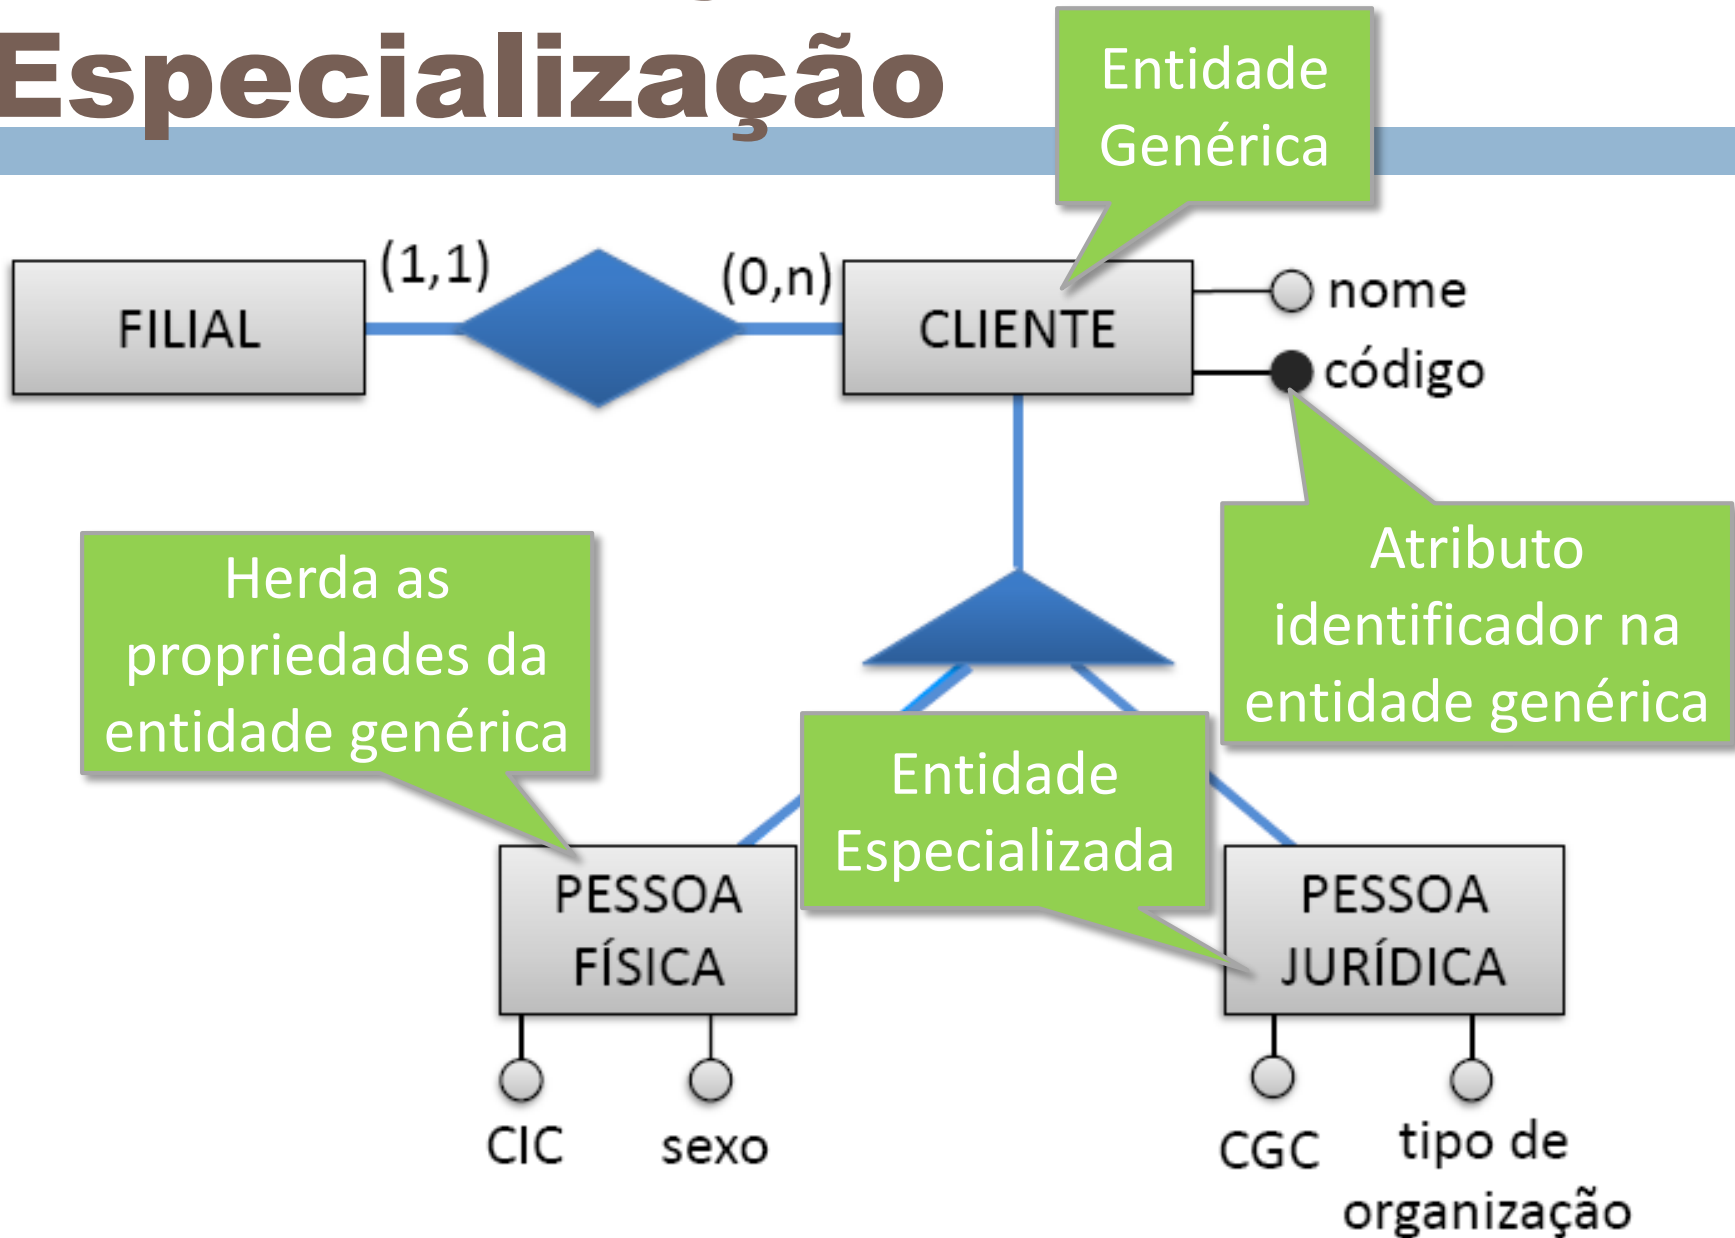 Especialização
Entidade
Genérica
(1,1)
(0,n)
FILIAL
CLIENTE
nome
código
Herda as
propriedades da
entidade genérica
Atributo
identificador na
entidade genérica
Entidade
Especializada
PESSOA
FÍSICA
PESSOA
JURÍDICA
CIC
sexo
CGC
tipo de
organização